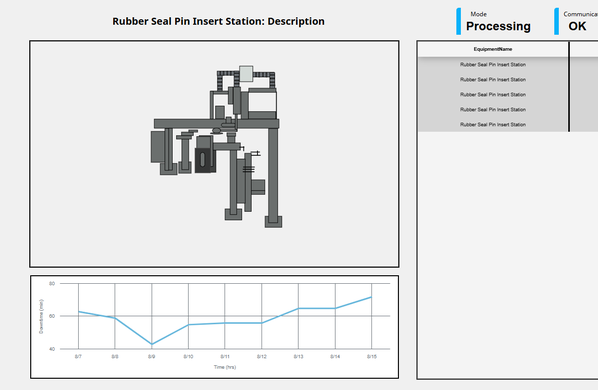 Rubber Seal Pin Insert Station: Description
Mode
Processing
Communica
OK
EquipmentName
Rubber Seal Pin Insert Station
Rubber Seal Pin Insert Station
Rubber Seal Pin Insert Station
Rubber Seal Pin Insert Station
Rubber Seal Pin Insert Station
80
60
40
Downtime (min)
8/7
8/8
8/9
8/10
8/11
8/12
8/13
8/14
8/15
Time (hrs)